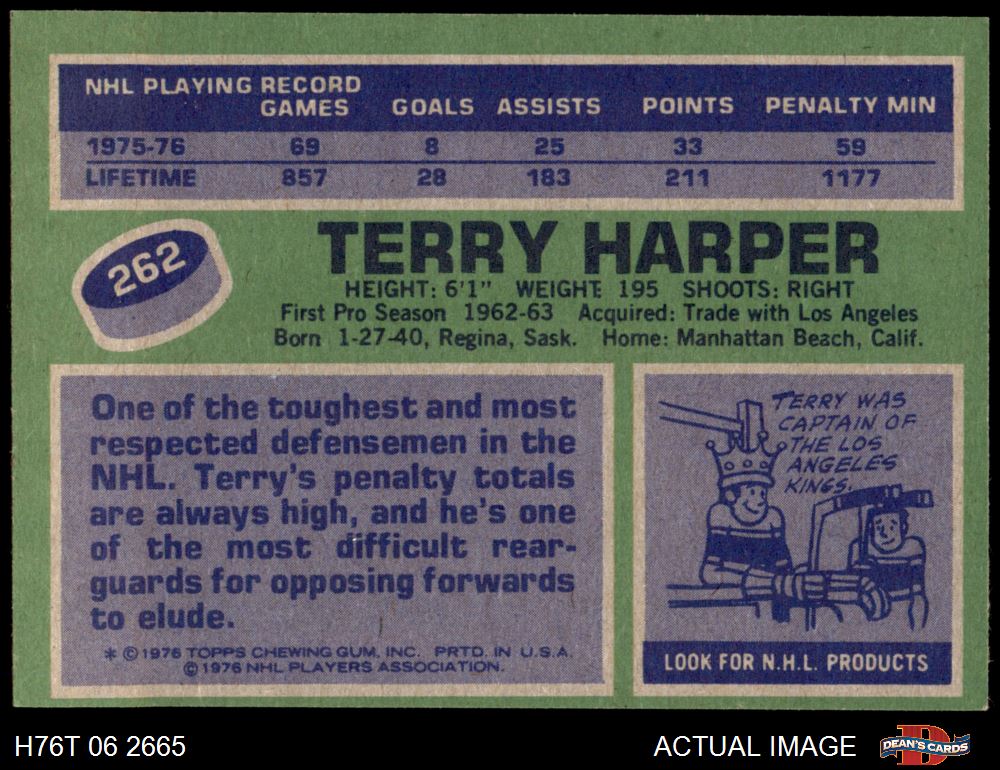 NHL PLAYING RECORD
GAMES GOALS ASSISTS POINTS PENALTY MIN
1975-76 69 8 25 33 59
LIFETIME 857 28 183 211 1177
262
TERRY HARPER
HEIGHT: 6'1" WEIGHT: 195 SHOOTS: RIGHT
First Pro Season 1962-63 Acquired: Trade with Los Angeles
Born 1-27-40, Regina, Sask. Home: Manhattan Beach, Calif.
One of the toughest and most
respected defensemen in the
NHL. Terry's penalty totals
are always high, and he's one
of the most difficult rear-
guards for opposing forwards
to elude.
* © 1976 TOPPS CHEWING GUM, INC. PRTD. IN U.S.A.
© 1976 NHL PLAYERS ASSOCIATION.
TERRY WAS
CAPTAIN OF
THE LOS
ANGELES
KINGS.
LOOK FOR N.H.L. PRODUCTS
H76T 06 2665
ACTUAL IMAGE
DEAN'S CARDS